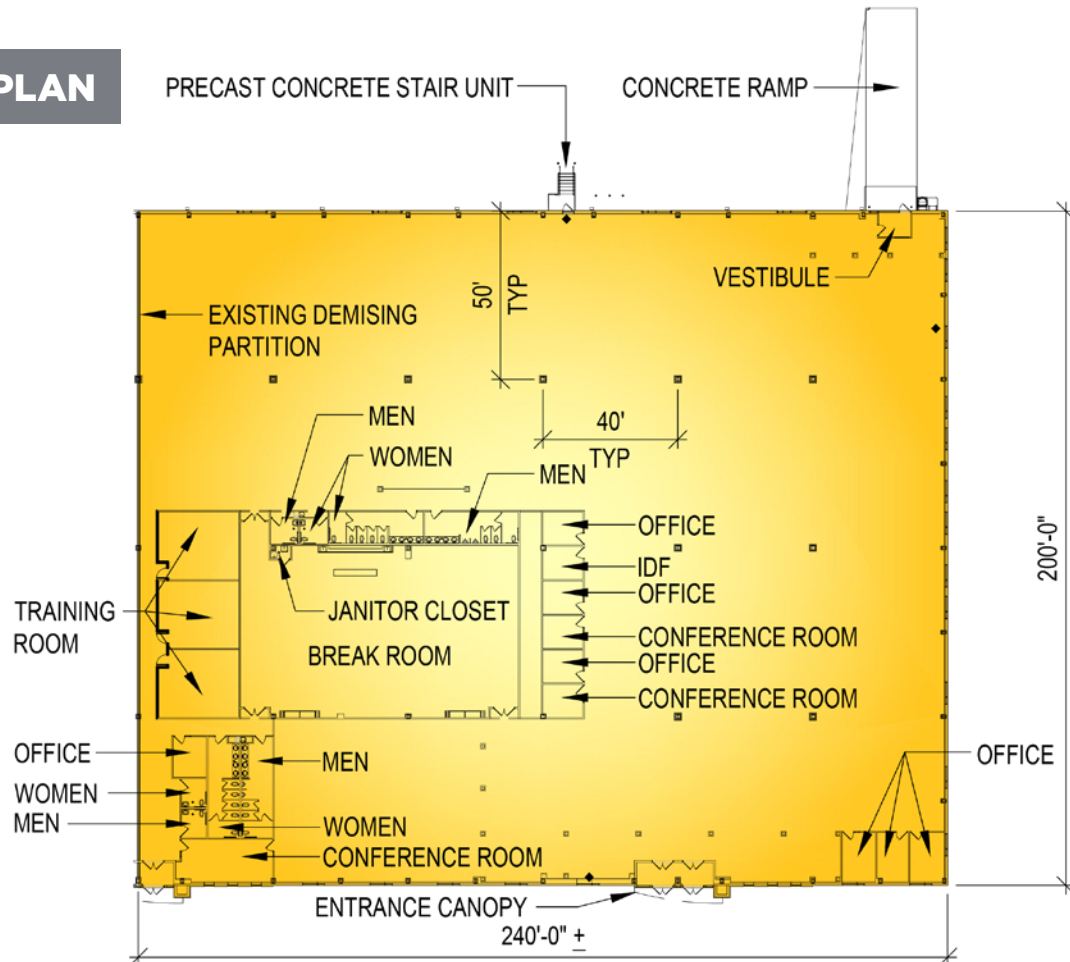 PLAN
PRECAST CONCRETE STAIR UNIT
CONCRETE RAMP
VESTIBULE
50'
TYP
EXISTING DEMISING
PARTITION
40'
TYP
MEN
WOMEN
MEN
200'-0"
OFFICE
IDF
OFFICE
CONFERENCE ROOM
OFFICE
CONFERENCE ROOM
TRAINING
ROOM
JANITOR CLOSET
BREAK ROOM
OFFICE
MEN
OFFICE
WOMEN
MEN
WOMEN
CONFERENCE ROOM
ENTRANCE CANOPY
240'-0" ±